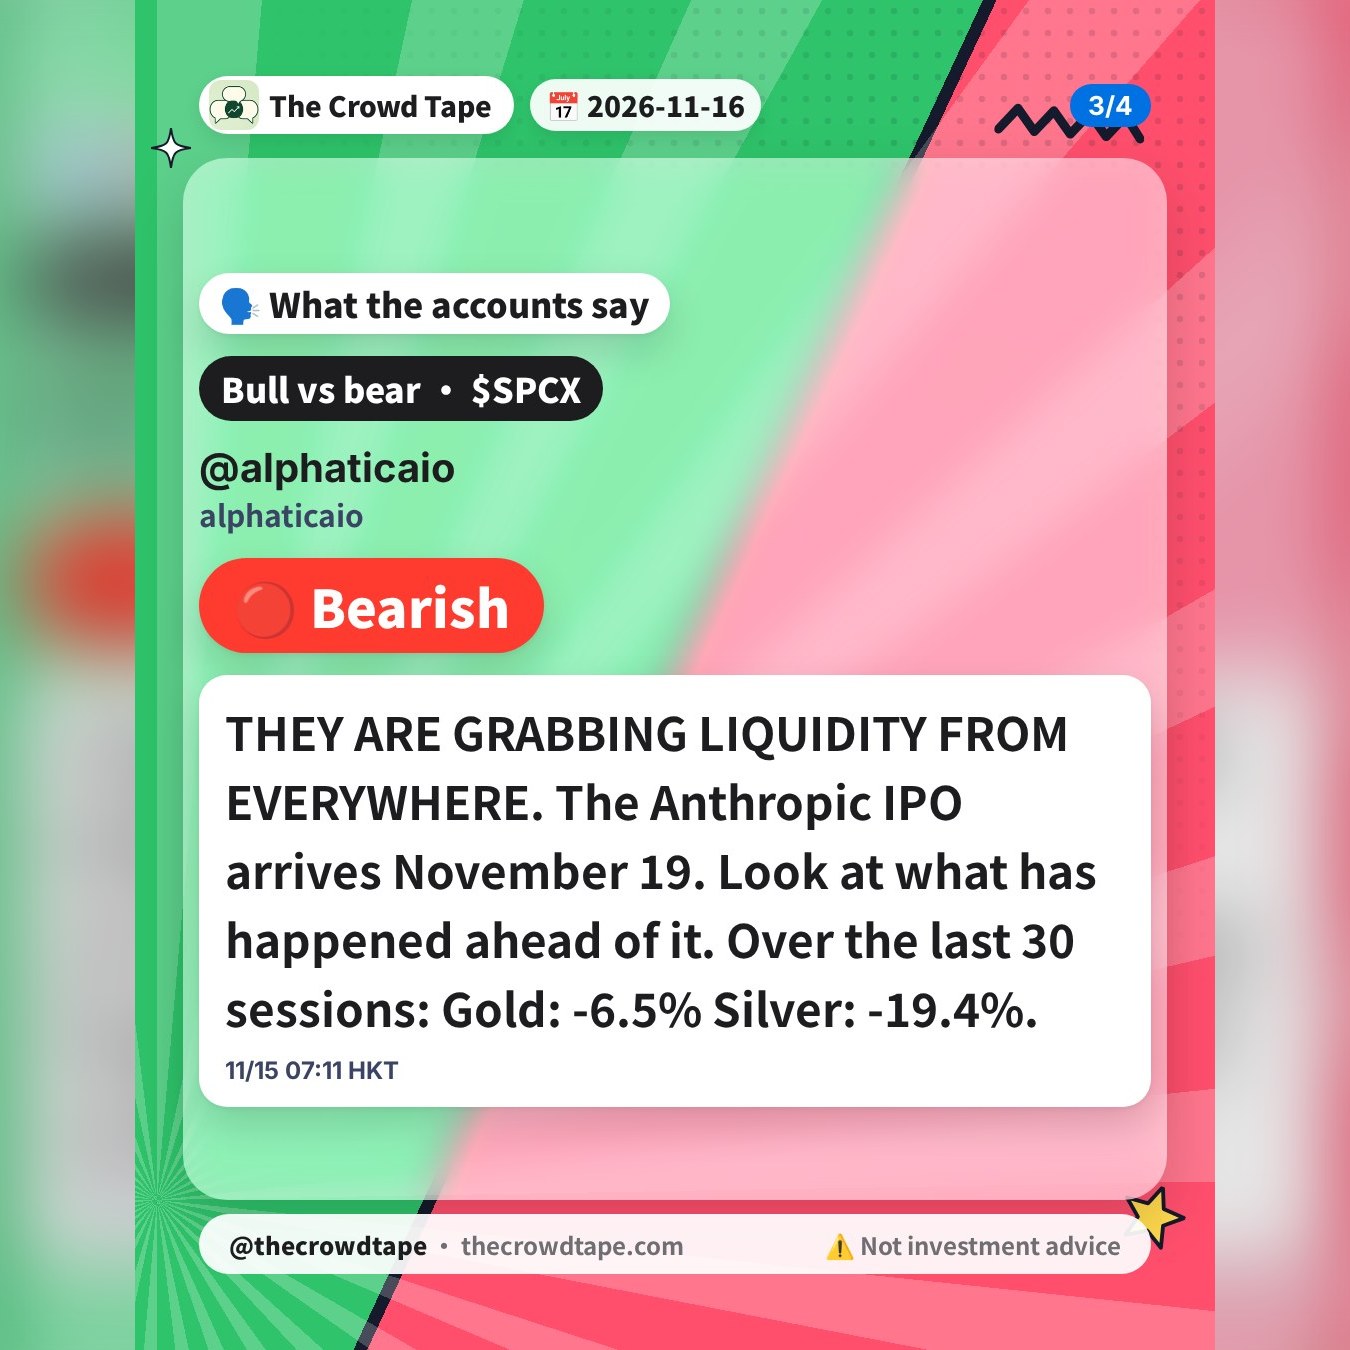 The Crowd Tape
2026-11-16
3/4
What the accounts say
Bull vs bear • $SPCX
@alphaticaio
alphaticaio
Bearish
THEY ARE GRABBING LIQUIDITY FROM
EVERYWHERE. The Anthropic IPO
arrives November 19. Look at what has
happened ahead of it. Over the last 30
sessions: Gold: -6.5% Silver: -19.4%.
11/15 07:11 HKT
@thecrowdtape • thecrowdtape.com
Not investment advice